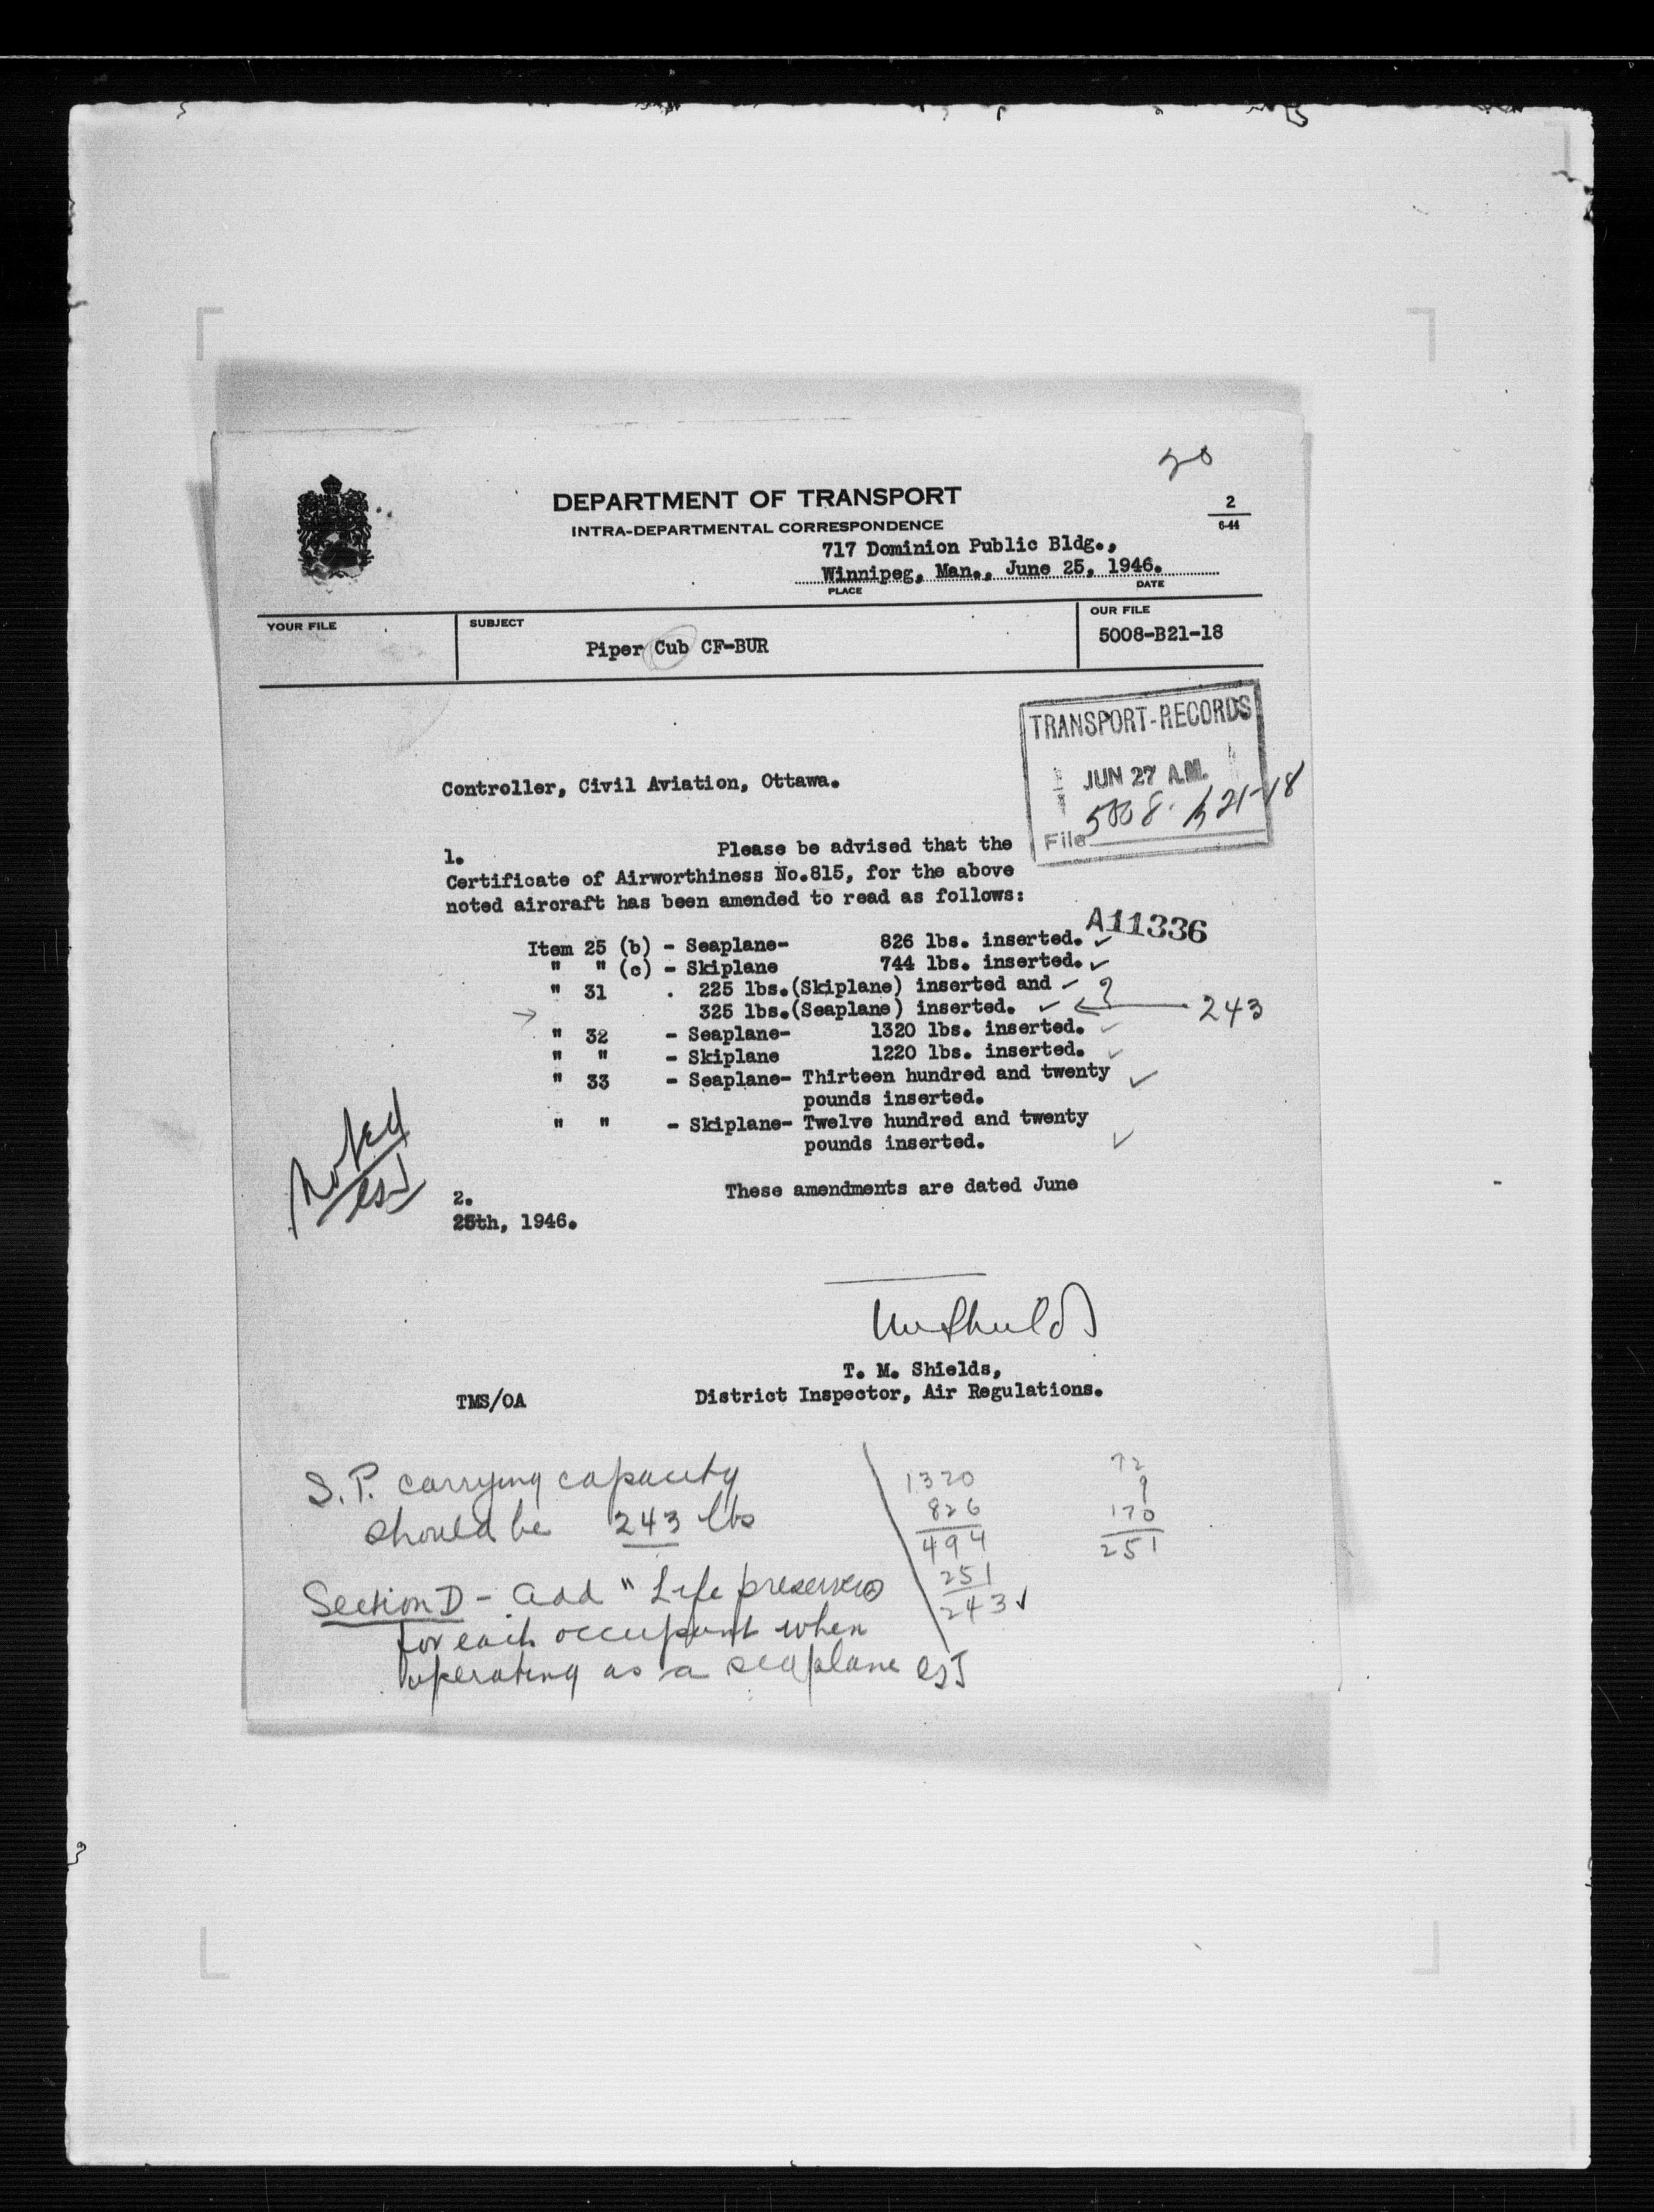 20
DEPARTMENT OF TRANSPORT
2
INTRA-DEPARTMENTAL CORRESPONDENCE
6-44
717 Dominion Public Bldg.,
Winnipeg, Man., June 25, 1946.
PLACE DATE
YOUR FILE SUBJECT OUR FILE
Piper Cub CF-BUR 5008-B21-18
TRANSPORT-RECORDS
JUN 27 A.M.
File 5008-B21-18
Controller, Civil Aviation, Ottawa.
1. Please be advised that the
Certificate of Airworthiness No.815, for the above
noted aircraft has been amended to read as follows:
A11336
Item 25 (b) - Seaplane- 826 lbs. inserted. ✓
" " (c) - Skiplane 744 lbs. inserted. ✓
" 31 . 225 lbs.(Skiplane) inserted and ✓ ?
→ 325 lbs.(Seaplane) inserted. ✓ ← 243
" 32 - Seaplane- 1320 lbs. inserted. ✓
" " - Skiplane 1220 lbs. inserted. ✓
" 33 - Seaplane- Thirteen hundred and twenty ✓
pounds inserted.
" " - Skiplane- Twelve hundred and twenty
pounds inserted. ✓
Noted
esJ
2. These amendments are dated June
25th, 1946.
T. M. Shields,
TMS/OA District Inspector, Air Regulations.
S.P. carrying capacity
should be 243 lbs
1320
826
494
251
243 ✓
72
9
170
251
Section D - add "Life preservers
for each occupant when
operating as a seaplane esJ